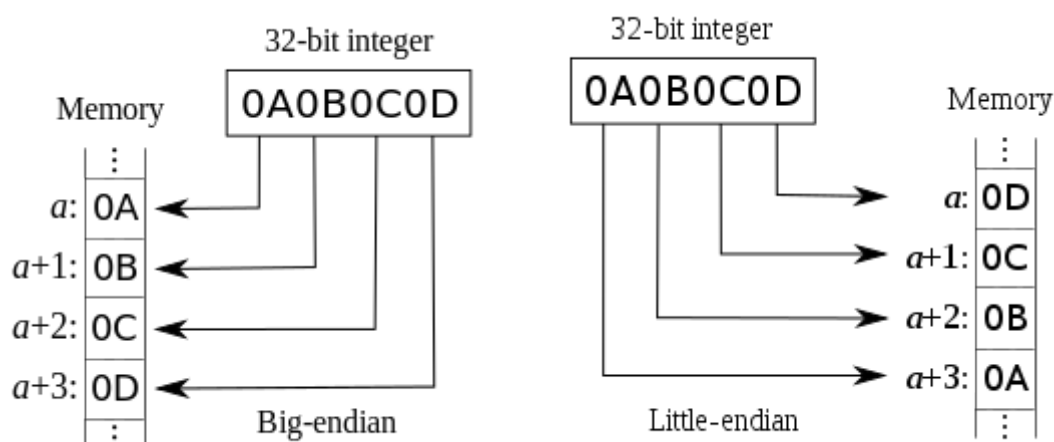 32-bit integer
0A0B0C0D
Memory
⋮
a: 0A
a+1: 0B
a+2: 0C
a+3: 0D
⋮
Big-endian
32-bit integer
0A0B0C0D
Memory
⋮
a: 0D
a+1: 0C
a+2: 0B
a+3: 0A
⋮
Little-endian